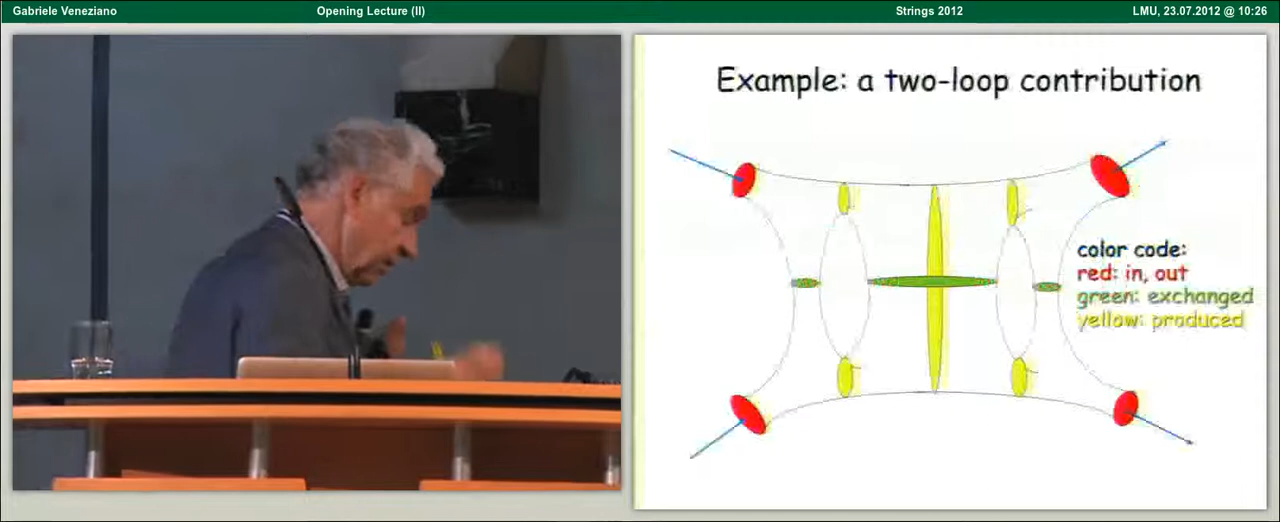 Gabriele Veneziano Opening Lecture (II) Strings 2012 LMU, 23.07.2012 @ 10:26
Example: a two-loop contribution
color code:
red: in, out
green: exchanged
yellow: produced